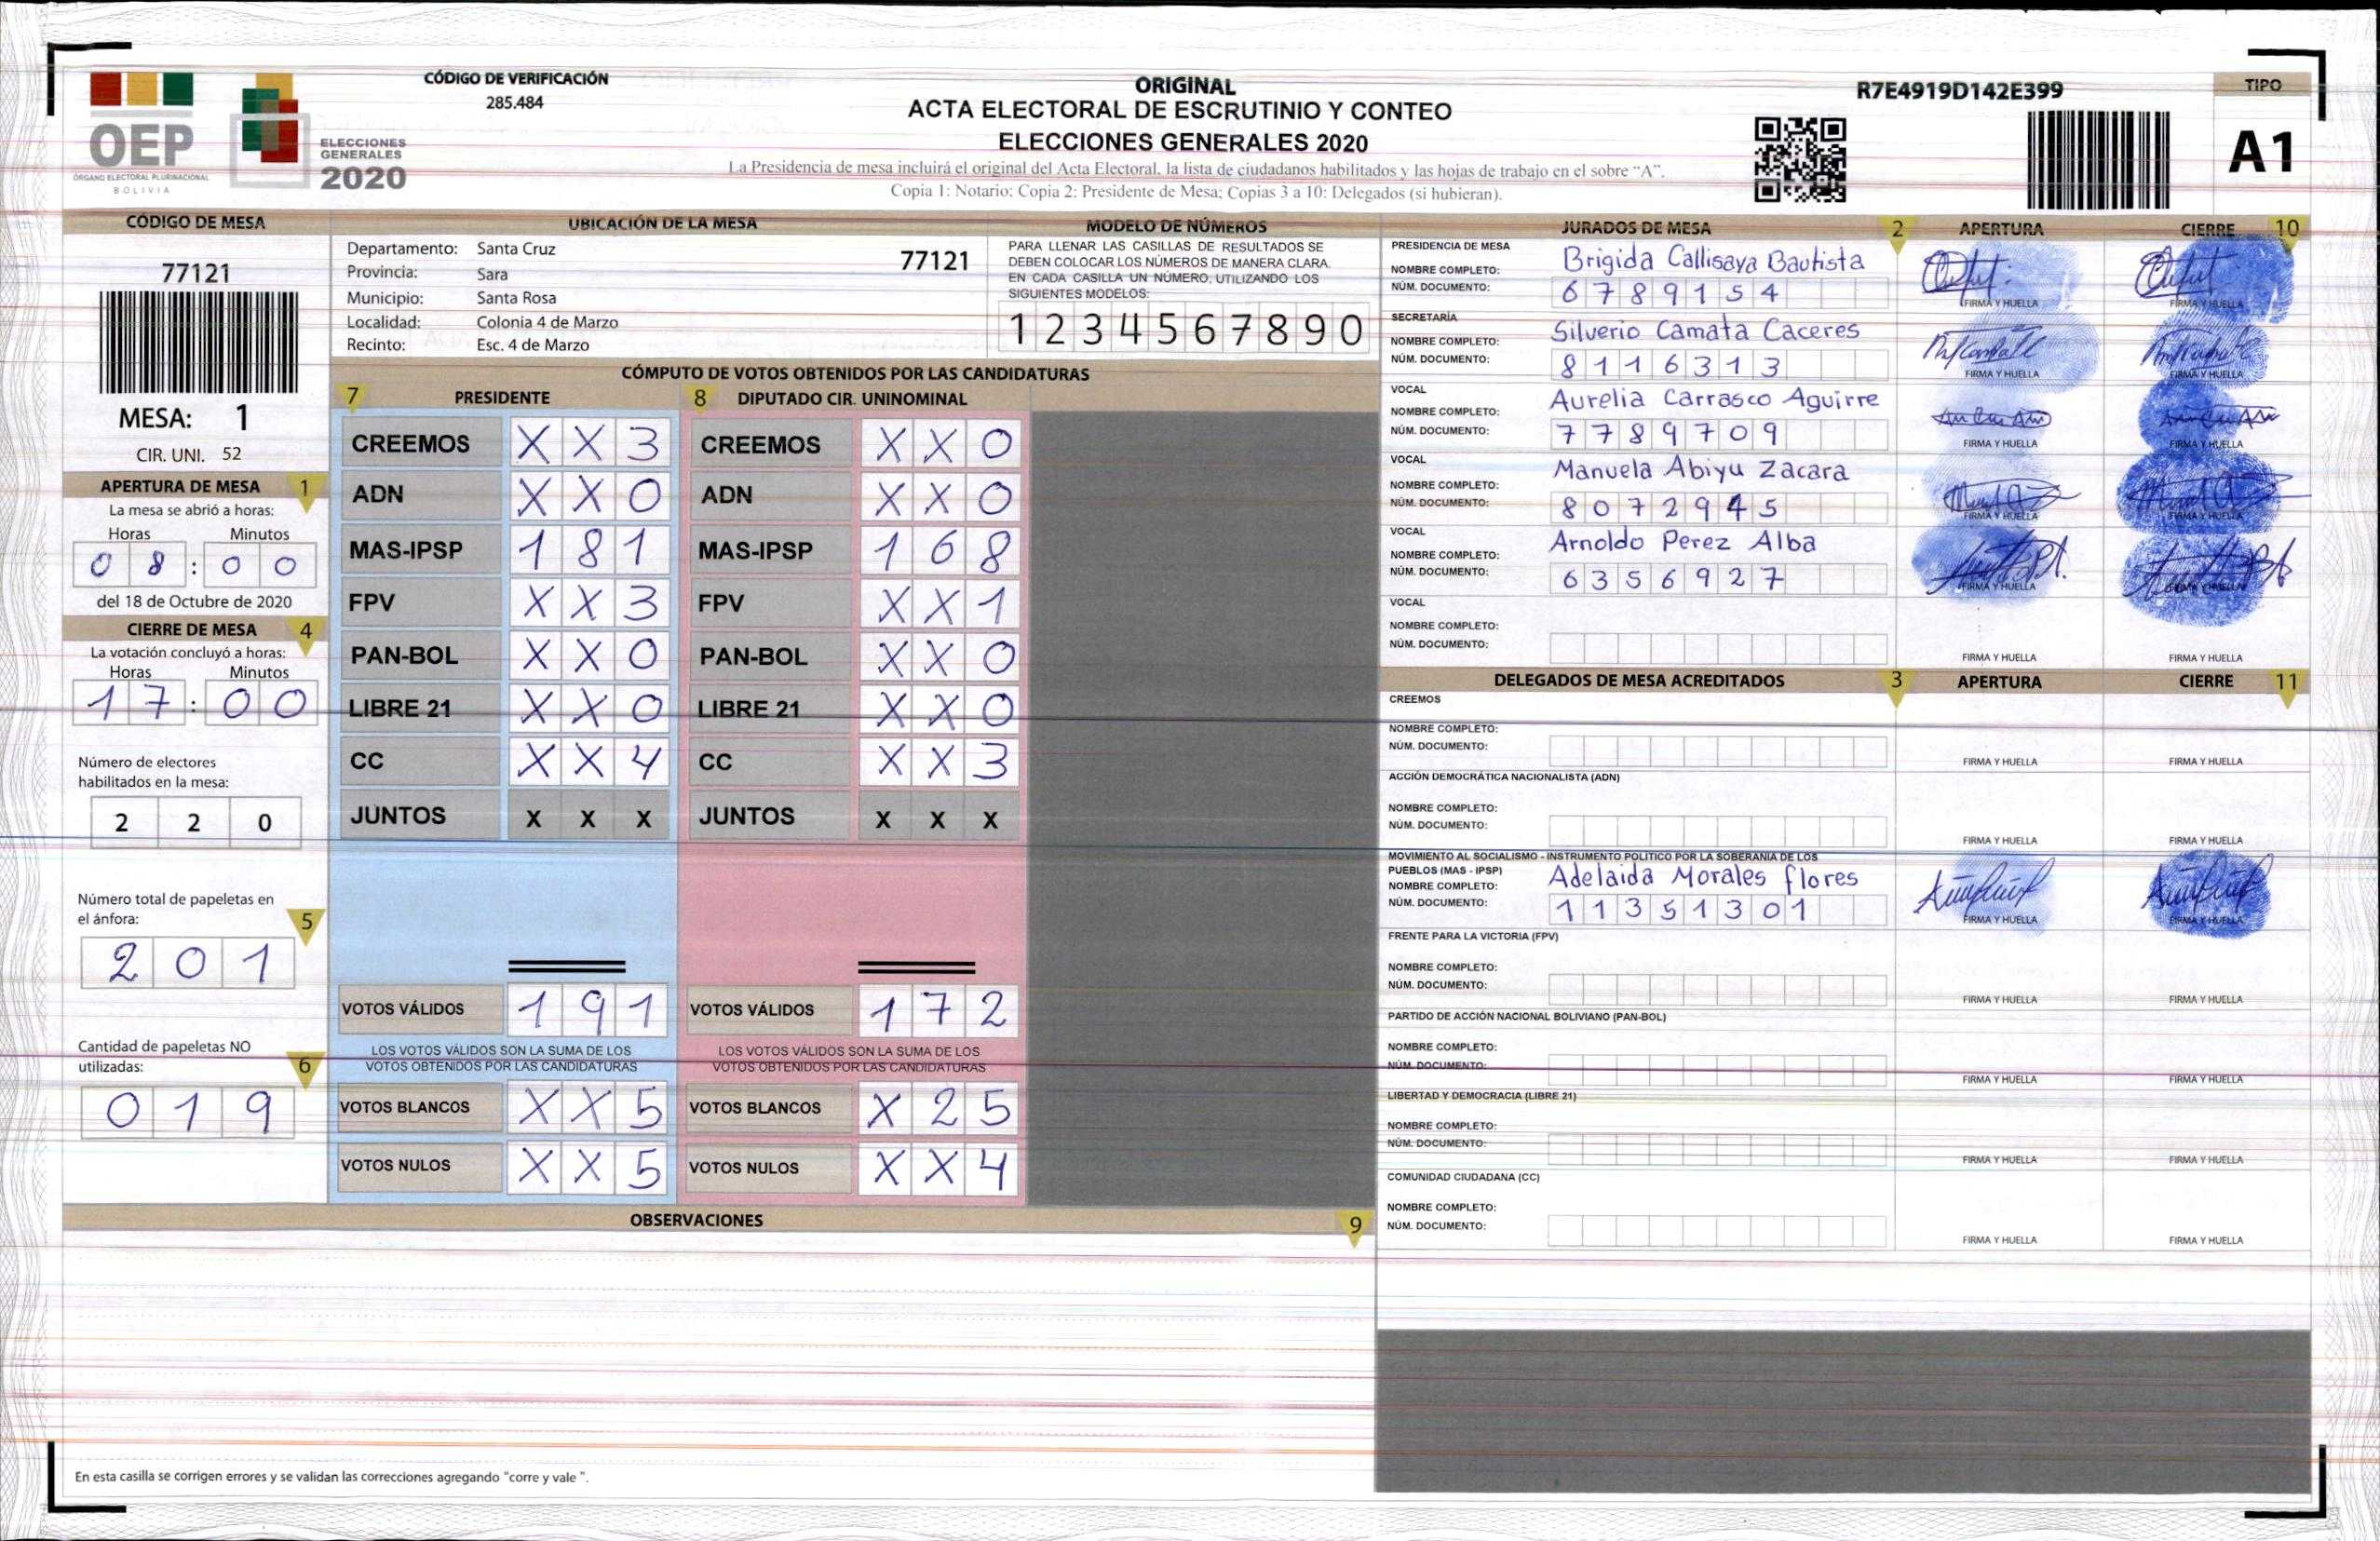 OEP
ÓRGANO ELECTORAL PLURINACIONAL
BOLIVIA
ELECCIONES
GENERALES
2020
CÓDIGO DE VERIFICACIÓN
285.484
ORIGINAL
ACTA ELECTORAL DE ESCRUTINIO Y CONTEO
ELECCIONES GENERALES 2020
La Presidencia de mesa incluirá el original del Acta Electoral, la lista de ciudadanos habilitados y las hojas de trabajo en el sobre "A".
Copia 1: Notario; Copia 2: Presidente de Mesa; Copias 3 a 10: Delegados (si hubieran).
R7E4919D142E399
TIPO
A1
CÓDIGO DE MESA
77121
MESA: 1
CIR. UNI. 52
APERTURA DE MESA 1
La mesa se abrió a horas:
Horas Minutos
0 8 : 0 0
del 18 de Octubre de 2020
CIERRE DE MESA 4
La votación concluyó a horas:
Horas Minutos
1 7 : 0 0
Número de electores
habilitados en la mesa:
2 2 0
Número total de papeletas en
el ánfora: 5
2 0 1
Cantidad de papeletas NO
utilizadas: 6
0 1 9
UBICACIÓN DE LA MESA
Departamento: Santa Cruz 77121
Provincia: Sara
Municipio: Santa Rosa
Localidad: Colonia 4 de Marzo
Recinto: Esc. 4 de Marzo
MODELO DE NÚMEROS
PARA LLENAR LAS CASILLAS DE RESULTADOS SE
DEBEN COLOCAR LOS NÚMEROS DE MANERA CLARA.
EN CADA CASILLA UN NÚMERO, UTILIZANDO LOS
SIGUIENTES MODELOS:
1 2 3 4 5 6 7 8 9 0
CÓMPUTO DE VOTOS OBTENIDOS POR LAS CANDIDATURAS
7 PRESIDENTE 8 DIPUTADO CIR. UNINOMINAL
CREEMOS X X 3 CREEMOS X X 0
ADN X X 0 ADN X X 0
MAS-IPSP 1 8 1 MAS-IPSP 1 6 8
FPV X X 3 FPV X X 1
PAN-BOL X X 0 PAN-BOL X X 0
LIBRE 21 X X 0 LIBRE 21 X X 0
CC X X 4 CC X X 3
JUNTOS X X X JUNTOS X X X
VOTOS VÁLIDOS 1 9 1 VOTOS VÁLIDOS 1 7 2
LOS VOTOS VÁLIDOS SON LA SUMA DE LOS LOS VOTOS VÁLIDOS SON LA SUMA DE LOS
VOTOS OBTENIDOS POR LAS CANDIDATURAS VOTOS OBTENIDOS POR LAS CANDIDATURAS
VOTOS BLANCOS X X 5 VOTOS BLANCOS X 2 5
VOTOS NULOS X X 5 VOTOS NULOS X X 4
OBSERVACIONES 9
En esta casilla se corrigen errores y se validan las correcciones agregando "corre y vale ".
JURADOS DE MESA 2 APERTURA CIERRE 10
PRESIDENCIA DE MESA
NOMBRE COMPLETO: Brigida Callisaya Bautista
NÚM. DOCUMENTO: 6 7 8 9 1 5 4
FIRMA Y HUELLA FIRMA Y HUELLA
SECRETARÍA
NOMBRE COMPLETO: Silverio Camata Caceres
NÚM. DOCUMENTO: 8 1 1 6 3 1 3
FIRMA Y HUELLA FIRMA Y HUELLA
VOCAL
NOMBRE COMPLETO: Aurelia Carrasco Aguirre
NÚM. DOCUMENTO: 7 7 8 9 7 0 9
FIRMA Y HUELLA FIRMA Y HUELLA
VOCAL
NOMBRE COMPLETO: Manuela Abiyu Zacara
NÚM. DOCUMENTO: 8 0 7 2 9 4 5
FIRMA Y HUELLA FIRMA Y HUELLA
VOCAL
NOMBRE COMPLETO: Arnoldo Perez Alba
NÚM. DOCUMENTO: 6 3 5 6 9 2 7
FIRMA Y HUELLA FIRMA Y HUELLA
VOCAL
NOMBRE COMPLETO:
NÚM. DOCUMENTO:
FIRMA Y HUELLA FIRMA Y HUELLA
DELEGADOS DE MESA ACREDITADOS 3 APERTURA CIERRE 11
CREEMOS
NOMBRE COMPLETO:
NÚM. DOCUMENTO:
FIRMA Y HUELLA FIRMA Y HUELLA
ACCIÓN DEMOCRÁTICA NACIONALISTA (ADN)
NOMBRE COMPLETO:
NÚM. DOCUMENTO:
FIRMA Y HUELLA FIRMA Y HUELLA
MOVIMIENTO AL SOCIALISMO - INSTRUMENTO POLITICO POR LA SOBERANIA DE LOS
PUEBLOS (MAS - IPSP)
NOMBRE COMPLETO: Adelaida Morales flores
NÚM. DOCUMENTO: 1 1 3 5 1 3 0 1
FIRMA Y HUELLA FIRMA Y HUELLA
FRENTE PARA LA VICTORIA (FPV)
NOMBRE COMPLETO:
NÚM. DOCUMENTO:
FIRMA Y HUELLA FIRMA Y HUELLA
PARTIDO DE ACCIÓN NACIONAL BOLIVIANO (PAN-BOL)
NOMBRE COMPLETO:
NÚM. DOCUMENTO:
FIRMA Y HUELLA FIRMA Y HUELLA
LIBERTAD Y DEMOCRACIA (LIBRE 21)
NOMBRE COMPLETO:
NÚM. DOCUMENTO:
FIRMA Y HUELLA FIRMA Y HUELLA
COMUNIDAD CIUDADANA (CC)
NOMBRE COMPLETO:
NÚM. DOCUMENTO:
FIRMA Y HUELLA FIRMA Y HUELLA